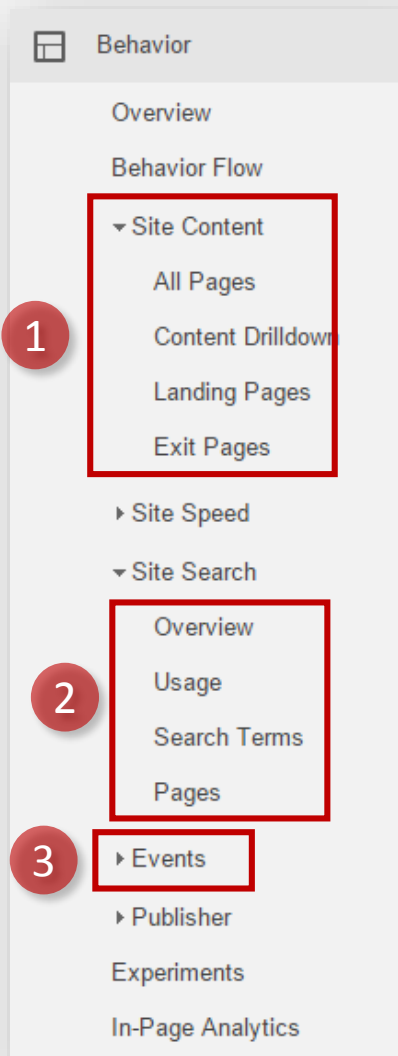 Behavior
Overview
Behavior Flow
Site Content
All Pages
1
Content Drilldown
Landing Pages
Exit Pages
Site Speed
Site Search
Overview
2
Usage
Search Terms
Pages
3
Events
Publisher
Experiments
In-Page Analytics